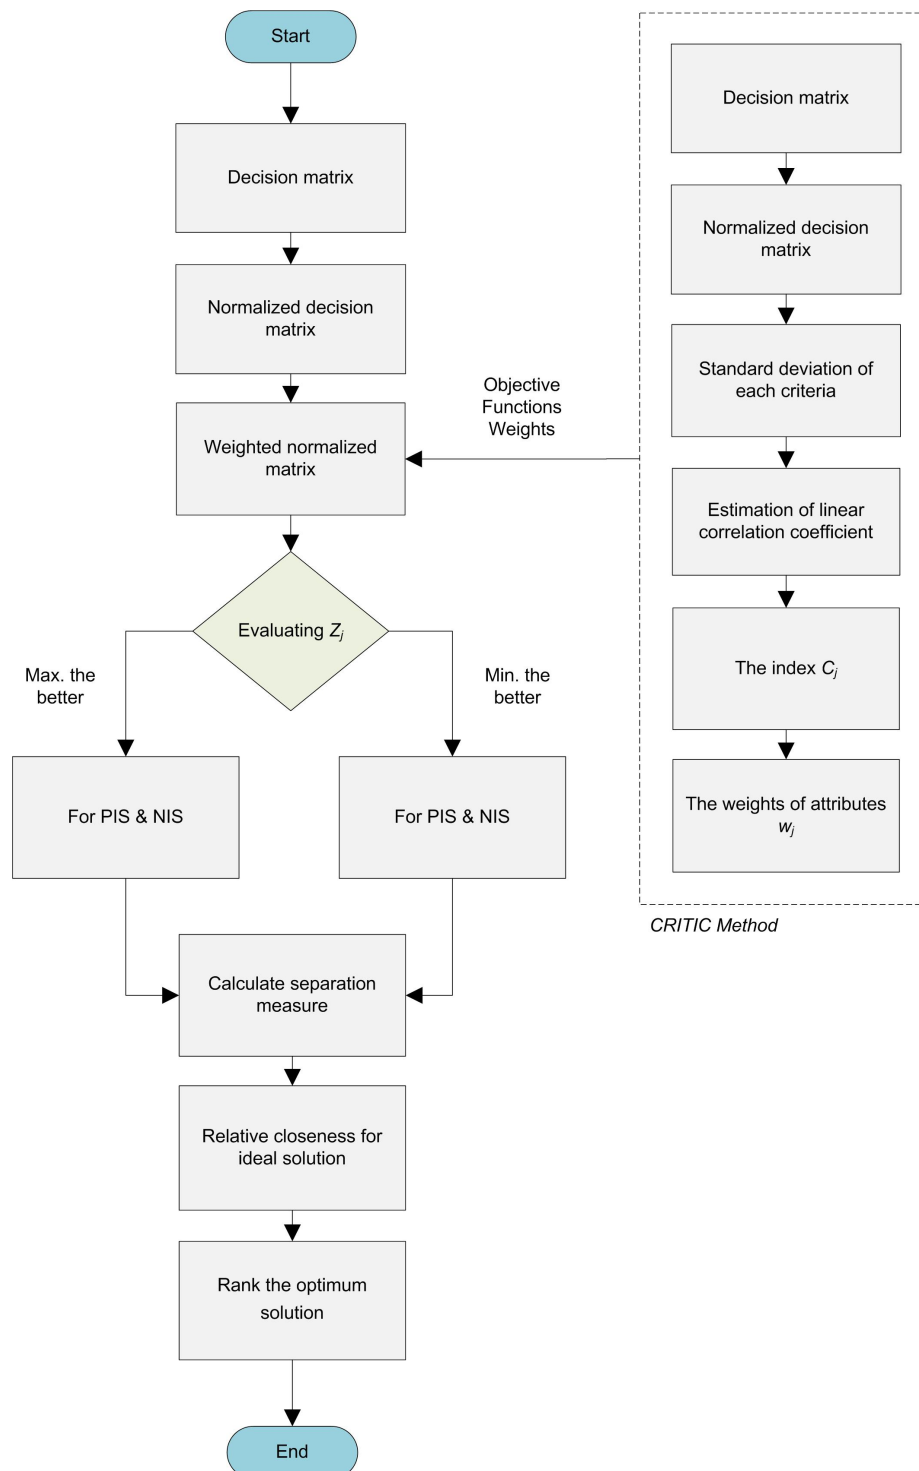 Start
Decision matrix
Normalized decision
matrix
Weighted normalized
matrix
Objective
Functions
Weights
Evaluating Zj
Max. the
better
Min. the
better
For PIS & NIS
For PIS & NIS
Calculate separation
measure
Relative closeness for
ideal solution
Rank the optimum
solution
End
Decision matrix
Normalized decision
matrix
Standard deviation of
each criteria
Estimation of linear
correlation coefficient
The index Cj
The weights of attributes
wj
CRITIC Method